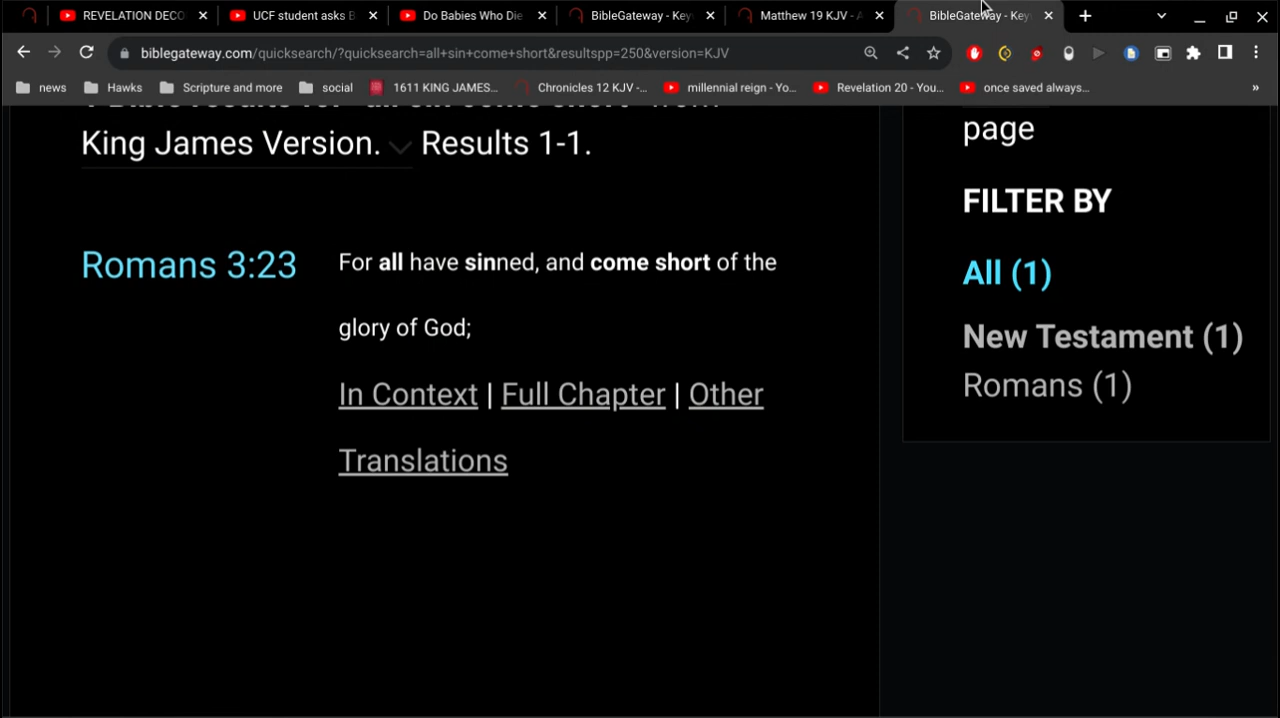 REVELATION DECO
UCF student asks B
Do Babies Who Die
BibleGateway - Key
Matthew 19 KJV - A
BibleGateway - Key
biblegateway.com/quicksearch/?quicksearch=all+sin+come+short&resultspp=250&version=KJV
news
Hawks
Scripture and more
social
1611 KING JAMES...
Chronicles 12 KJV -...
millennial reign - Yo...
Revelation 20 - You...
once saved always...
»
King James Version. Results 1-1.
page
FILTER BY
Romans 3:23
For all have sinned, and come short of the
glory of God;
In Context | Full Chapter | Other
Translations
All (1)
New Testament (1)
Romans (1)